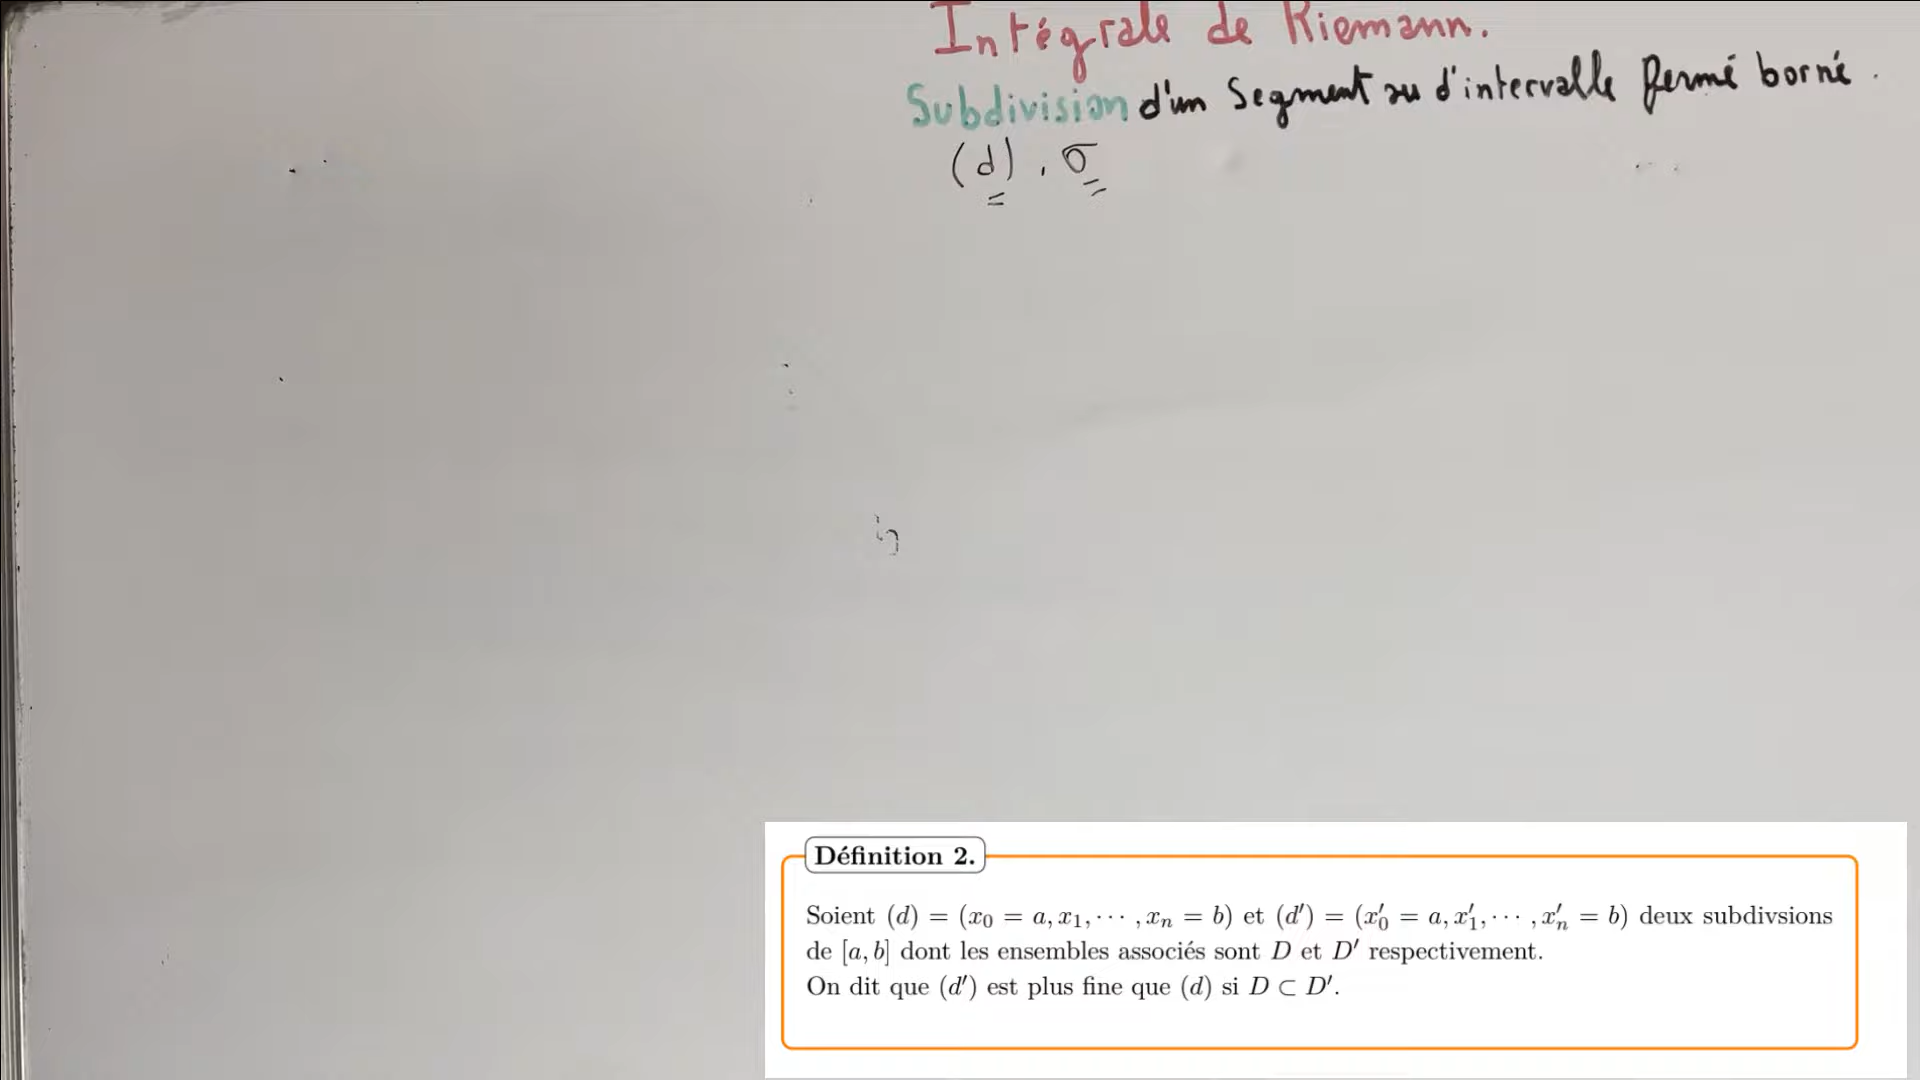 Intégrale de Riemann.
Subdivision d'un Segment ou d'intervalle fermé borné.
(d), σ
Définition 2.
Soient (d) = (x₀ = a, x₁, ⋯ , xₙ = b) et (d′) = (x′₀ = a, x′₁, ⋯ , x′ₙ = b) deux subdivsions
de [a, b] dont les ensembles associés sont D et D′ respectivement.
On dit que (d′) est plus fine que (d) si D ⊂ D′.